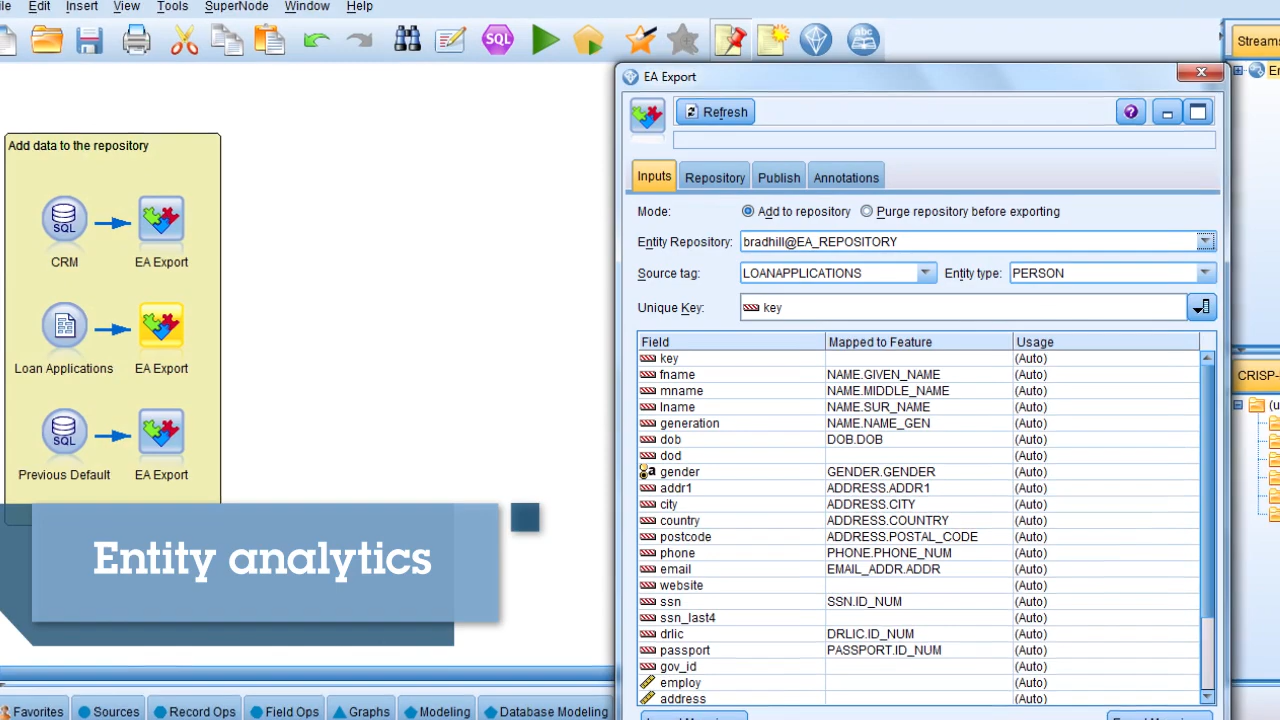 Edit Insert View Tools SuperNode Window Help
SQL
abc
Streams
EA Export
Refresh
?
Inputs Repository Publish Annotations
Mode: Add to repository Purge repository before exporting
Entity Repository: bradhill@EA_REPOSITORY
Source tag: LOANAPPLICATIONS Entity type: PERSON
Unique Key: key
Field Mapped to Feature Usage
key (Auto)
fname NAME.GIVEN_NAME (Auto)
mname NAME.MIDDLE_NAME (Auto)
lname NAME.SUR_NAME (Auto)
generation NAME.NAME_GEN (Auto)
dob DOB.DOB (Auto)
dod (Auto)
gender GENDER.GENDER (Auto)
addr1 ADDRESS.ADDR1 (Auto)
city ADDRESS.CITY (Auto)
country ADDRESS.COUNTRY (Auto)
postcode ADDRESS.POSTAL_CODE (Auto)
phone PHONE.PHONE_NUM (Auto)
email EMAIL_ADDR.ADDR (Auto)
website (Auto)
ssn SSN.ID_NUM (Auto)
ssn_last4 (Auto)
drlic DRLIC.ID_NUM (Auto)
passport PASSPORT.ID_NUM (Auto)
gov_id (Auto)
employ (Auto)
address (Auto)
Add data to the repository
SQL
CRM EA Export
Loan Applications EA Export
SQL
Previous Default EA Export
Entity analytics
CRISP-
Favorites Sources Record Ops Field Ops Graphs Modeling Database Modeling